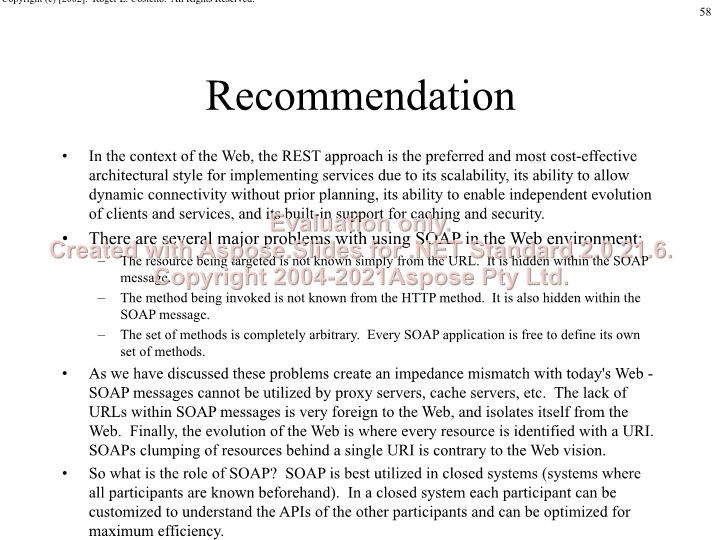 Copyright (c) [2002]. Roger L. Costello. All Rights Reserved.
58
Recommendation
• In the context of the Web, the REST approach is the preferred and most cost-effective
architectural style for implementing services due to its scalability, its ability to allow
dynamic connectivity without prior planning, its ability to enable independent evolution
of clients and services, and its built-in support for caching and security.
• There are several major problems with using SOAP in the Web environment:
– The resource being targeted is not known simply from the URL. It is hidden within the SOAP
message.
– The method being invoked is not known from the HTTP method. It is also hidden within the
SOAP message.
– The set of methods is completely arbitrary. Every SOAP application is free to define its own
set of methods.
• As we have discussed these problems create an impedance mismatch with today's Web -
SOAP messages cannot be utilized by proxy servers, cache servers, etc. The lack of
URLs within SOAP messages is very foreign to the Web, and isolates itself from the
Web. Finally, the evolution of the Web is where every resource is identified with a URI.
SOAPs clumping of resources behind a single URI is contrary to the Web vision.
• So what is the role of SOAP? SOAP is best utilized in closed systems (systems where
all participants are known beforehand). In a closed system each participant can be
customized to understand the APIs of the other participants and can be optimized for
maximum efficiency.
Evaluation only.
Created with Aspose.Slides for .NET Standard 2.0 21.6.
Copyright 2004-2021Aspose Pty Ltd.